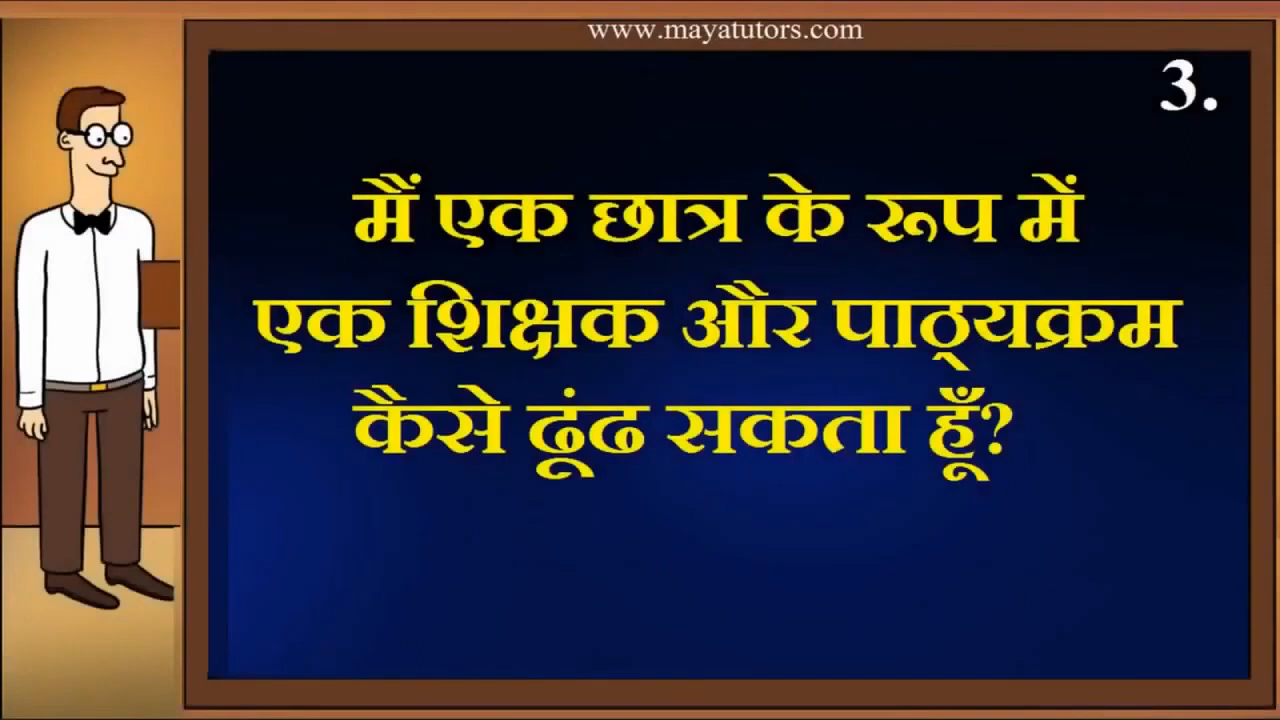 www.mayatutors.com
3.
मैं एक छात्र के रूप में
एक शिक्षक और पाठ्यक्रम
कैसे ढूंढ सकता हूँ?